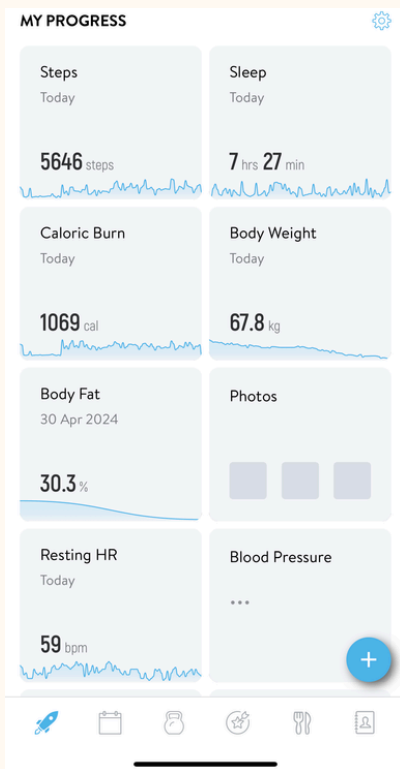 MY PROGRESS
Steps
Today
5646 steps
Sleep
Today
7 hrs 27 min
Caloric Burn
Today
1069 cal
Body Weight
Today
67.8 kg
Body Fat
30 Apr 2024
30.3 %
Photos
Resting HR
Today
59 bpm
Blood Pressure
...
+